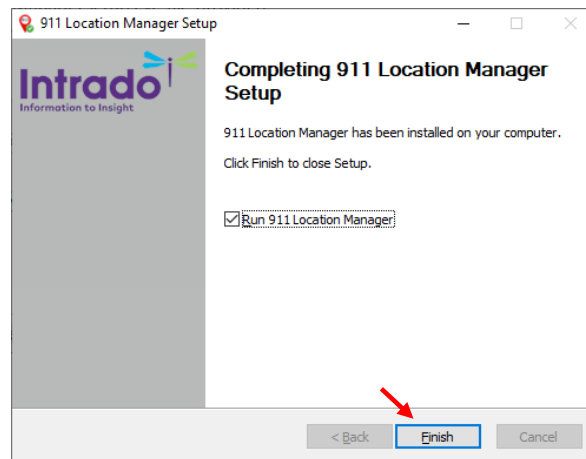 911 Location Manager Setup
Intrado
Information to Insight
Completing 911 Location Manager
Setup
911 Location Manager has been installed on your computer.
Click Finish to close Setup.
Run 911 Location Manager
< Back
Finish
Cancel